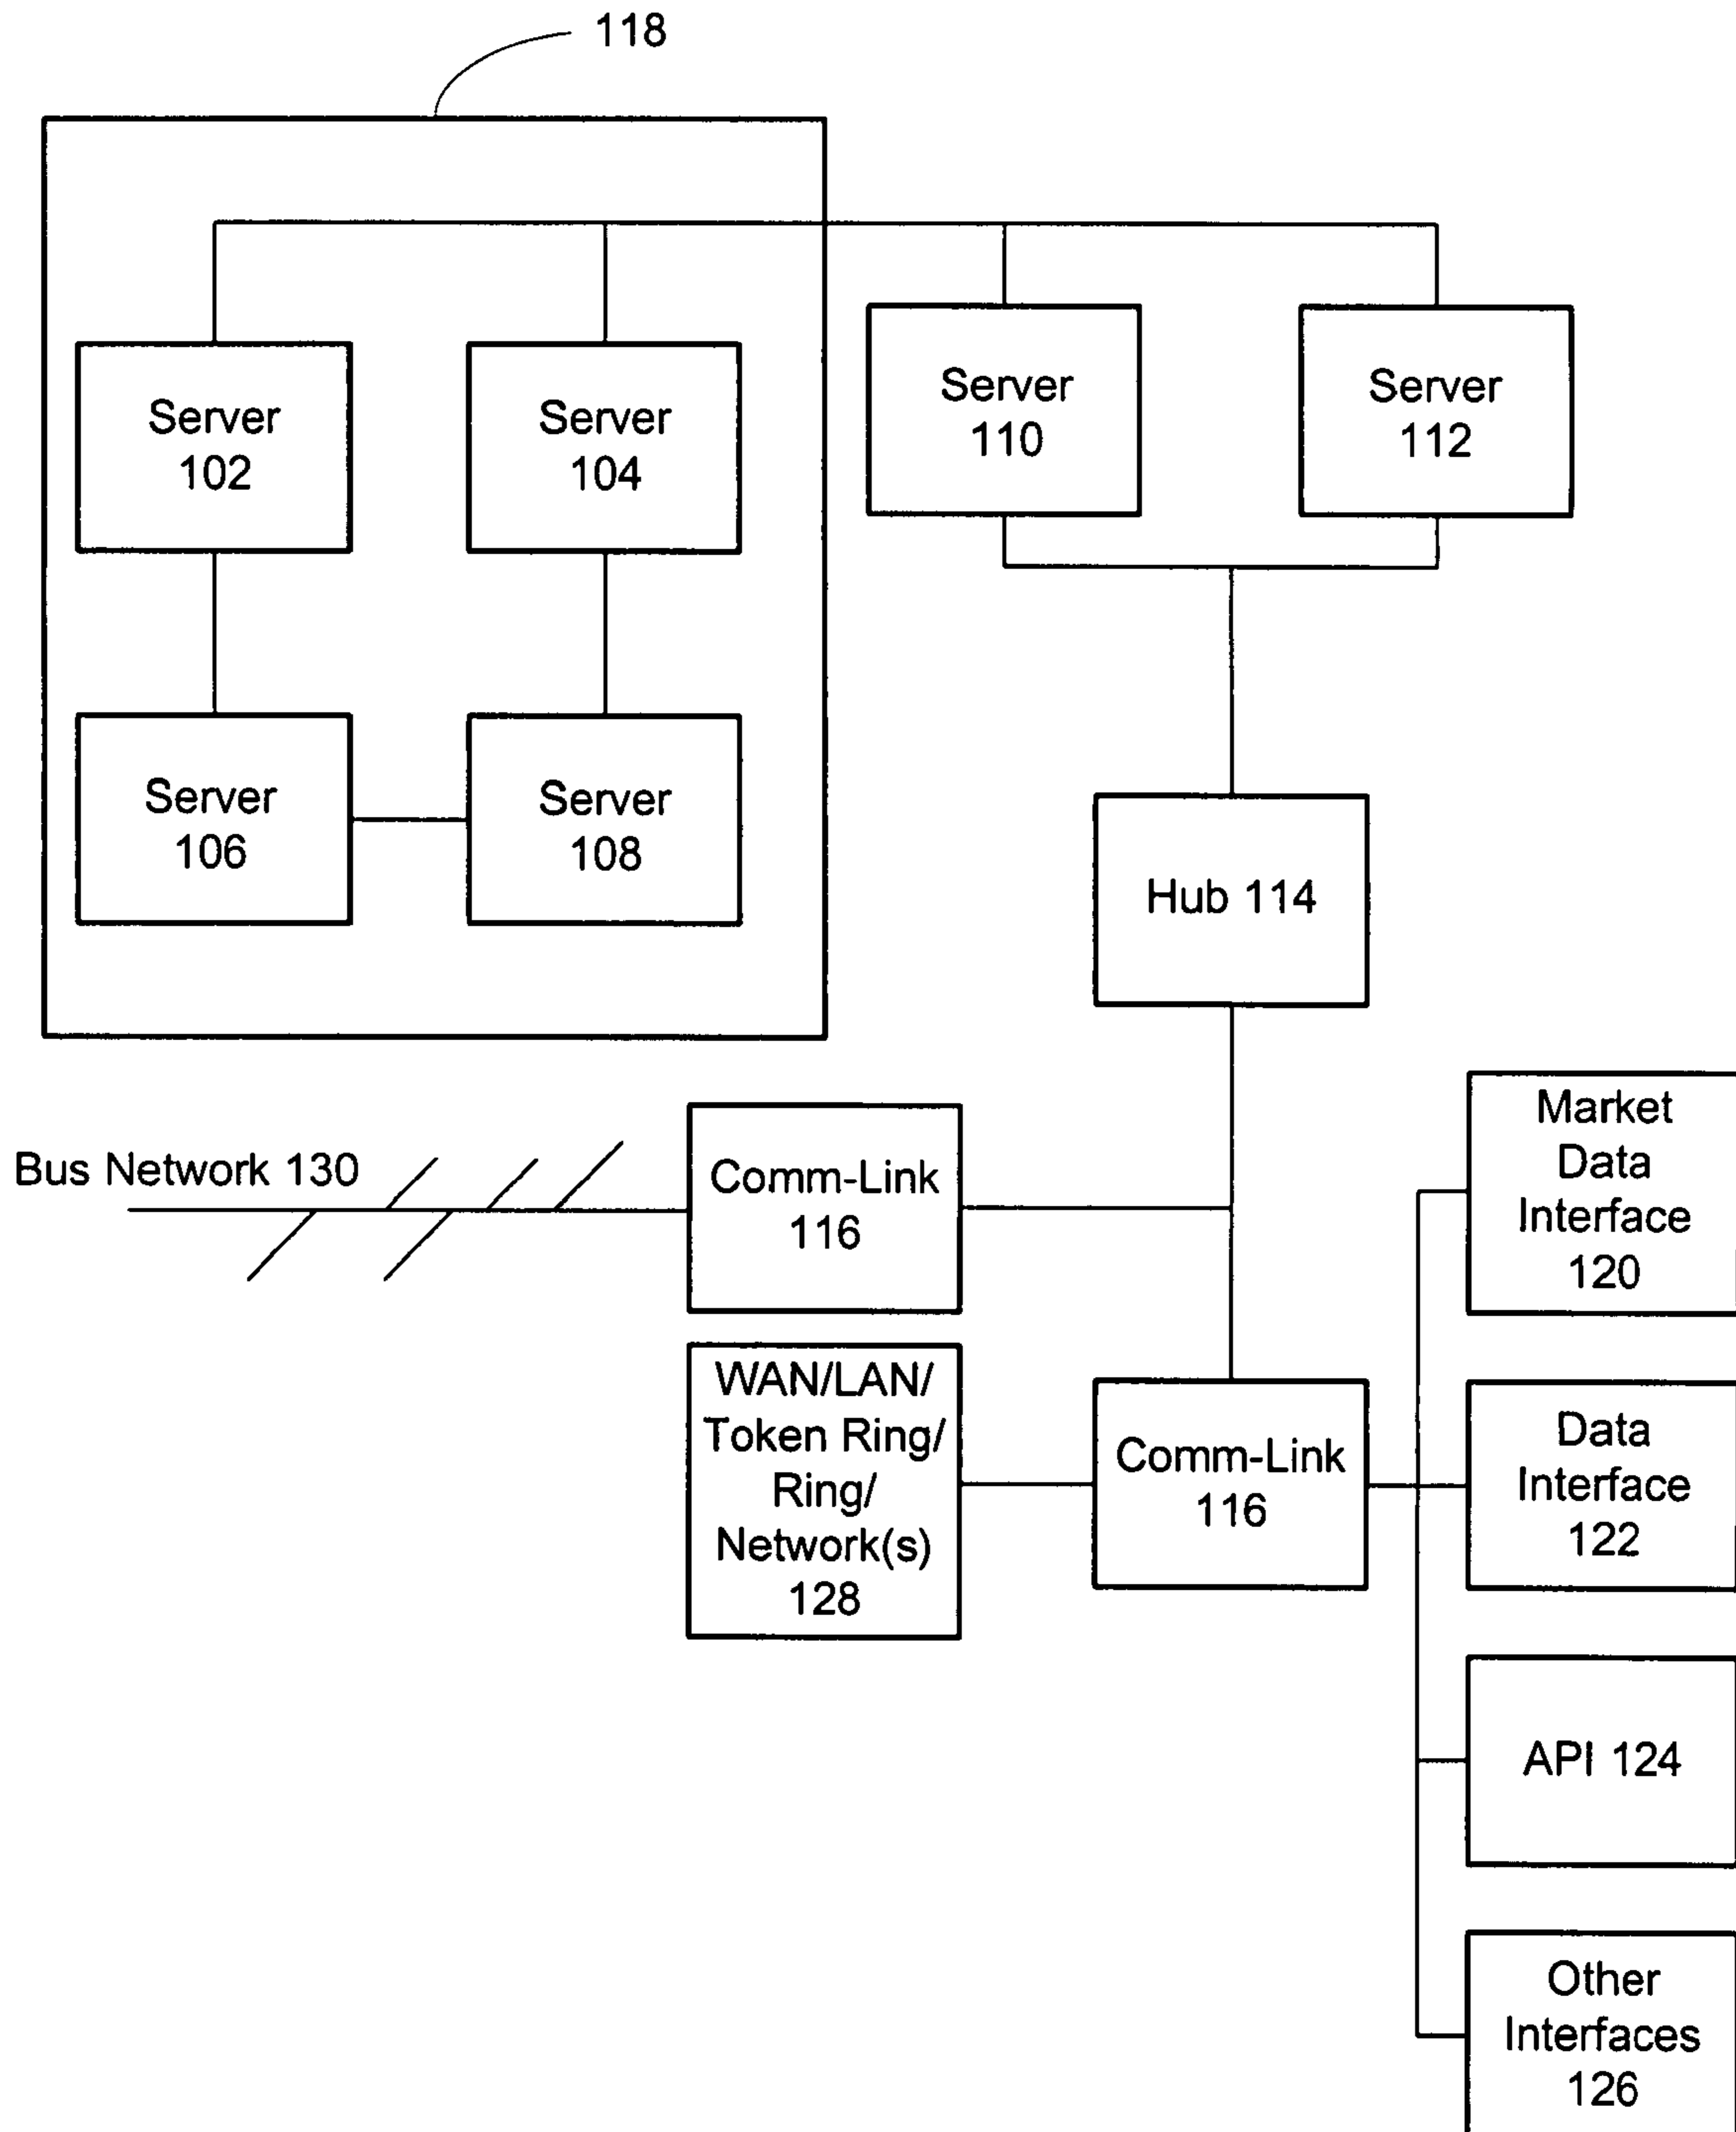 118
Server
102
Server
104
Server
110
Server
112
Server
106
Server
108
Hub 114
Bus Network 130
Comm-Link
116
Market
Data
Interface
120
WAN/LAN/
Token Ring/
Ring/
Network(s)
128
Comm-Link
116
Data
Interface
122
API 124
Other
Interfaces
126